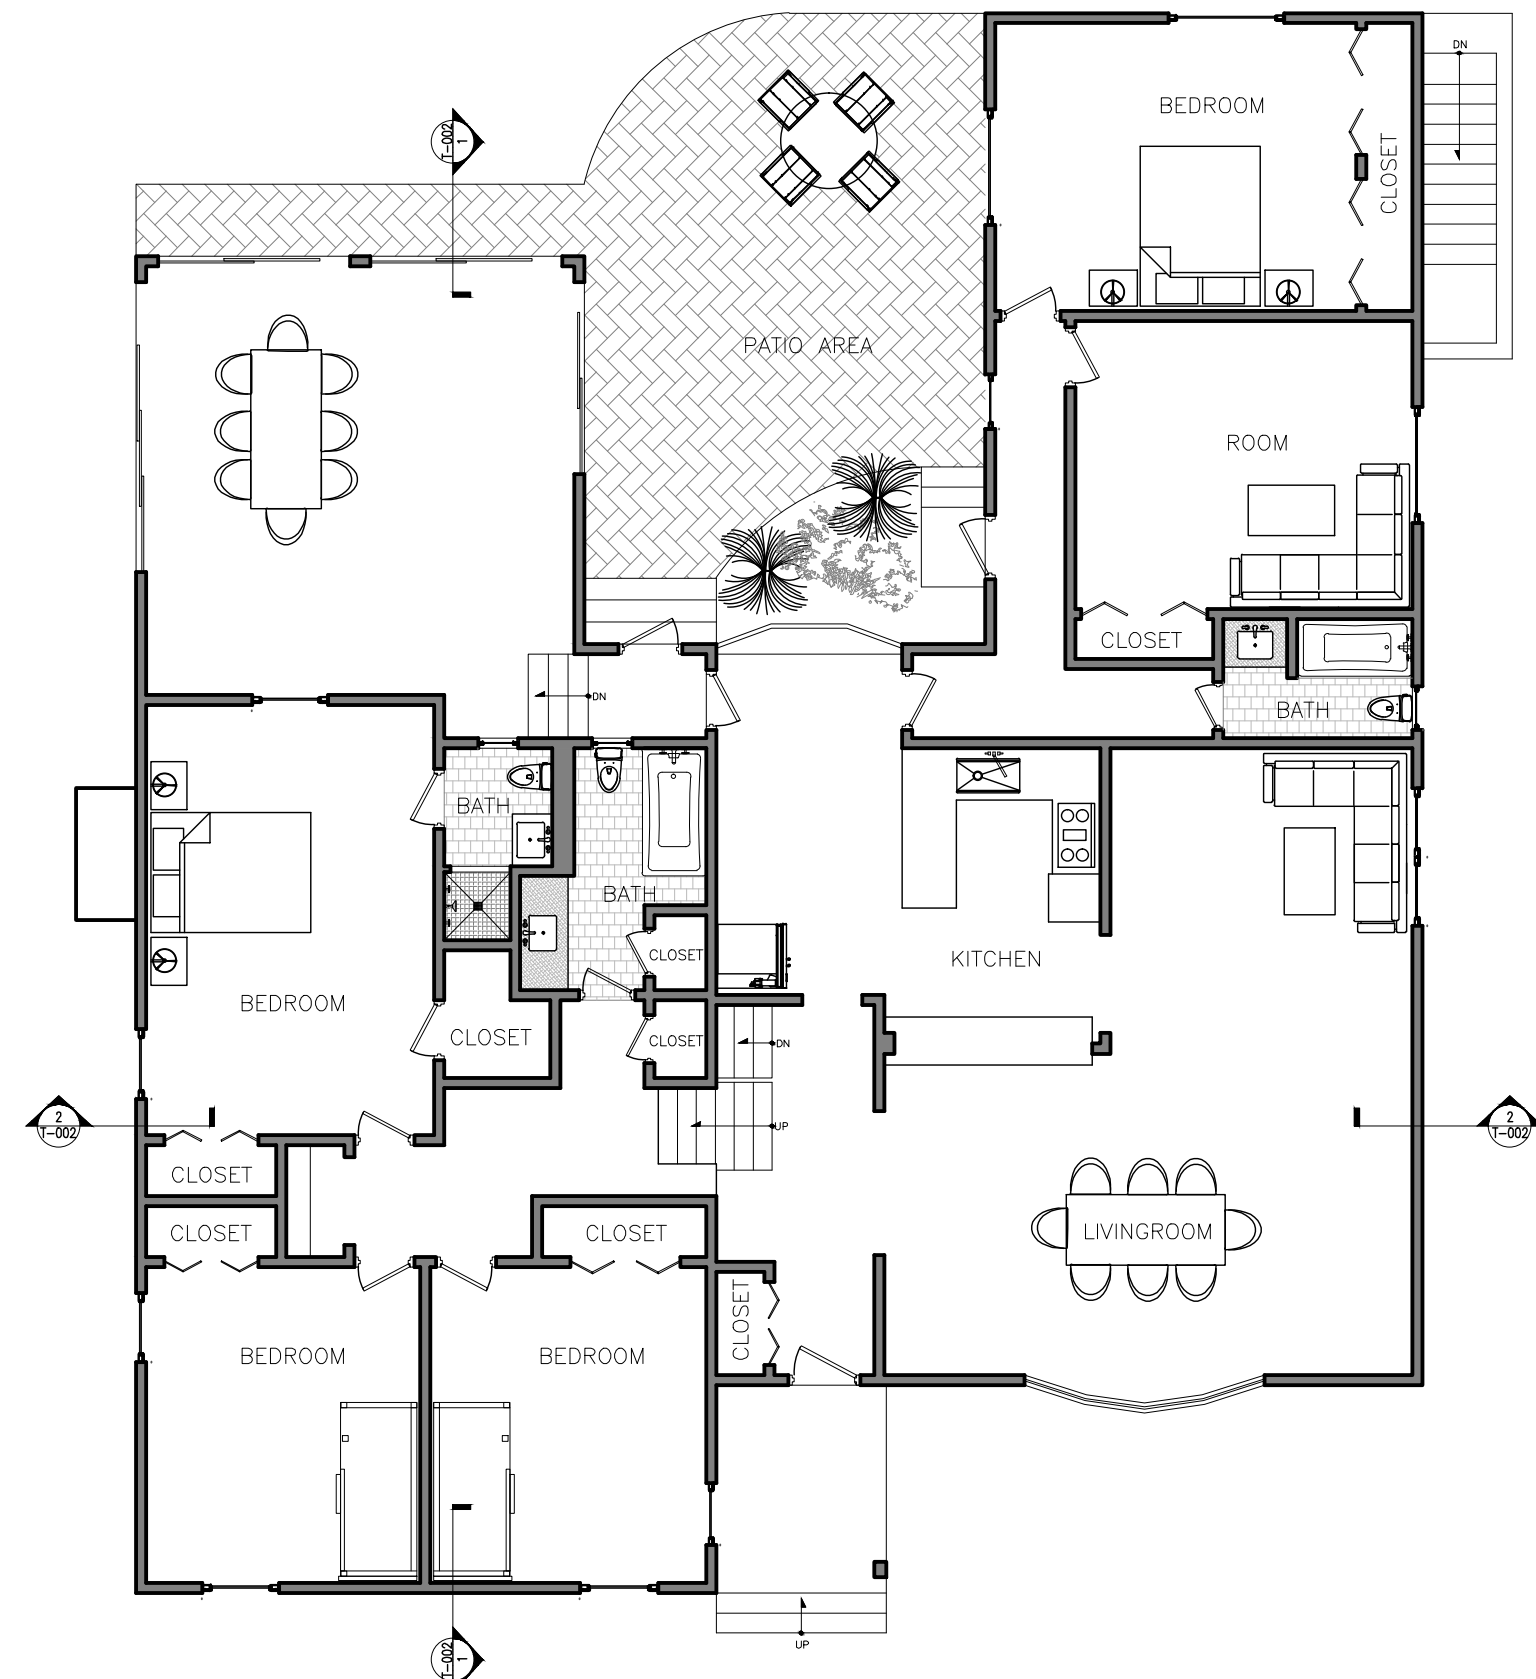 DN
BEDROOM
CLOSET
1
T-002
PATIO AREA
ROOM
CLOSET
DN
BATH
BATH
BATH
KITCHEN
CLOSET
BEDROOM
CLOSET
CLOSET
DN
2
T-002
UP
2
T-002
CLOSET
CLOSET
CLOSET
LIVINGROOM
CLOSET
BEDROOM
BEDROOM
UP
1
T-002